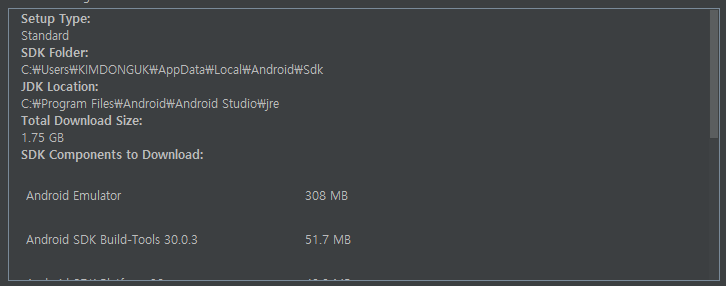 Setup Type:
Standard
SDK Folder:
C:₩Users₩KIMDONGUK₩AppData₩Local₩Android₩Sdk
JDK Location:
C:₩Program Files₩Android₩Android Studio₩jre
Total Download Size:
1.75 GB
SDK Components to Download:
Android Emulator 308 MB
Android SDK Build-Tools 30.0.3 51.7 MB